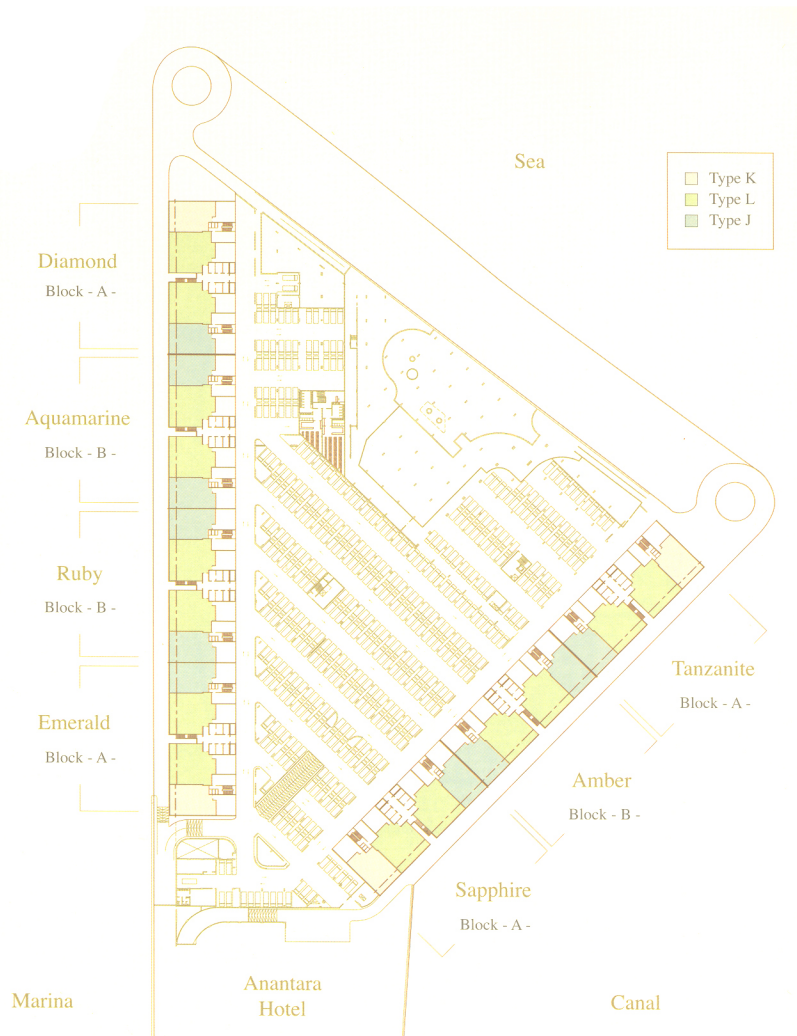 Sea
Type K
Type L
Type J
Diamond
Block - A -
Aquamarine
Block - B -
Ruby
Block - B -
Emerald
Block - A -
Tanzanite
Block - A -
Amber
Block - B -
Sapphire
Block - A -
Marina
Anantara
Hotel
Canal